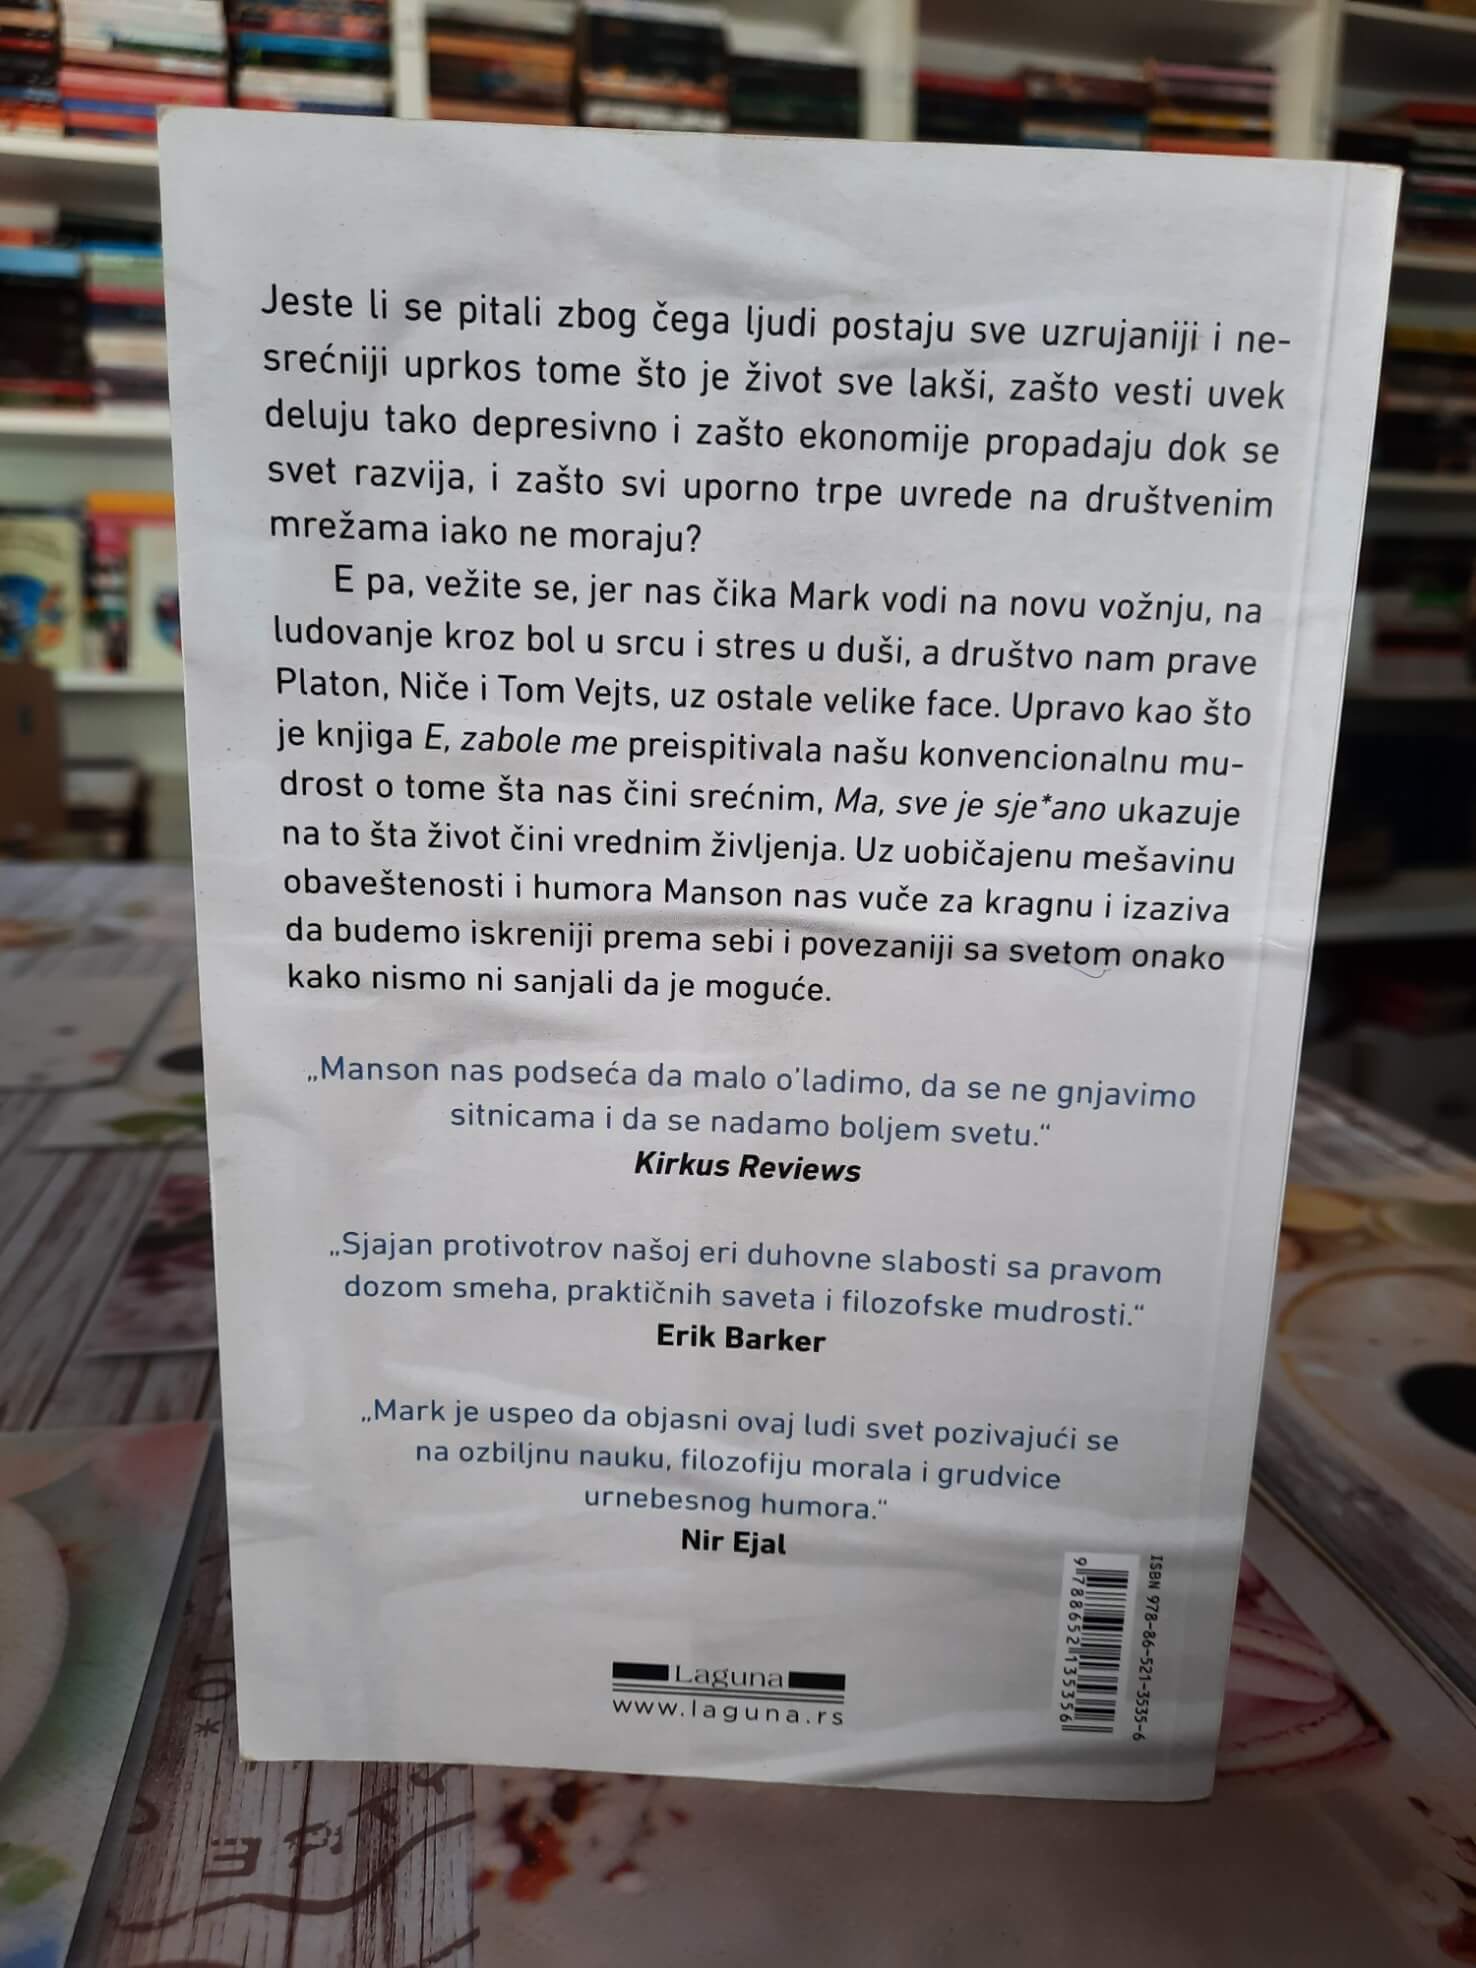 Jeste li se pitali zbog čega ljudi postaju sve uzrujaniji i ne-
srećniji uprkos tome što je život sve lakši, zašto vesti uvek
deluju tako depresivno i zašto ekonomije propadaju dok se
svet razvija, i zašto svi uporno trpe uvrede na društvenim
mrežama iako ne moraju?
E pa, vežite se, jer nas čika Mark vodi na novu vožnju, na
ludovanje kroz bol u srcu i stres u duši, a društvo nam prave
Platon, Niče i Tom Vejts, uz ostale velike face. Upravo kao što
je knjiga E, zabole me preispitivala našu konvencionalnu mu-
drost o tome šta nas čini srećnim, Ma, sve je sje*ano ukazuje
na to šta život čini vrednim življenja. Uz uobičajenu mešavinu
obaveštenosti i humora Manson nas vuče za kragnu i izaziva
da budemo iskreniji prema sebi i povezaniji sa svetom onako
kako nismo ni sanjali da je moguće.
„Manson nas podseća da malo o'ladimo, da se ne gnjavimo
sitnicama i da se nadamo boljem svetu.“
Kirkus Reviews
„Sjajan protivotrov našoj eri duhovne slabosti sa pravom
dozom smeha, praktičnih saveta i filozofske mudrosti.“
Erik Barker
„Mark je uspeo da objasni ovaj ludi svet pozivajući se
na ozbiljnu nauku, filozofiju morala i grudvice
urnebesnog humora.“
Nir Ejal
ISBN 978-86-521-3535-6
9 788652 135356
Laguna
www.laguna.rs